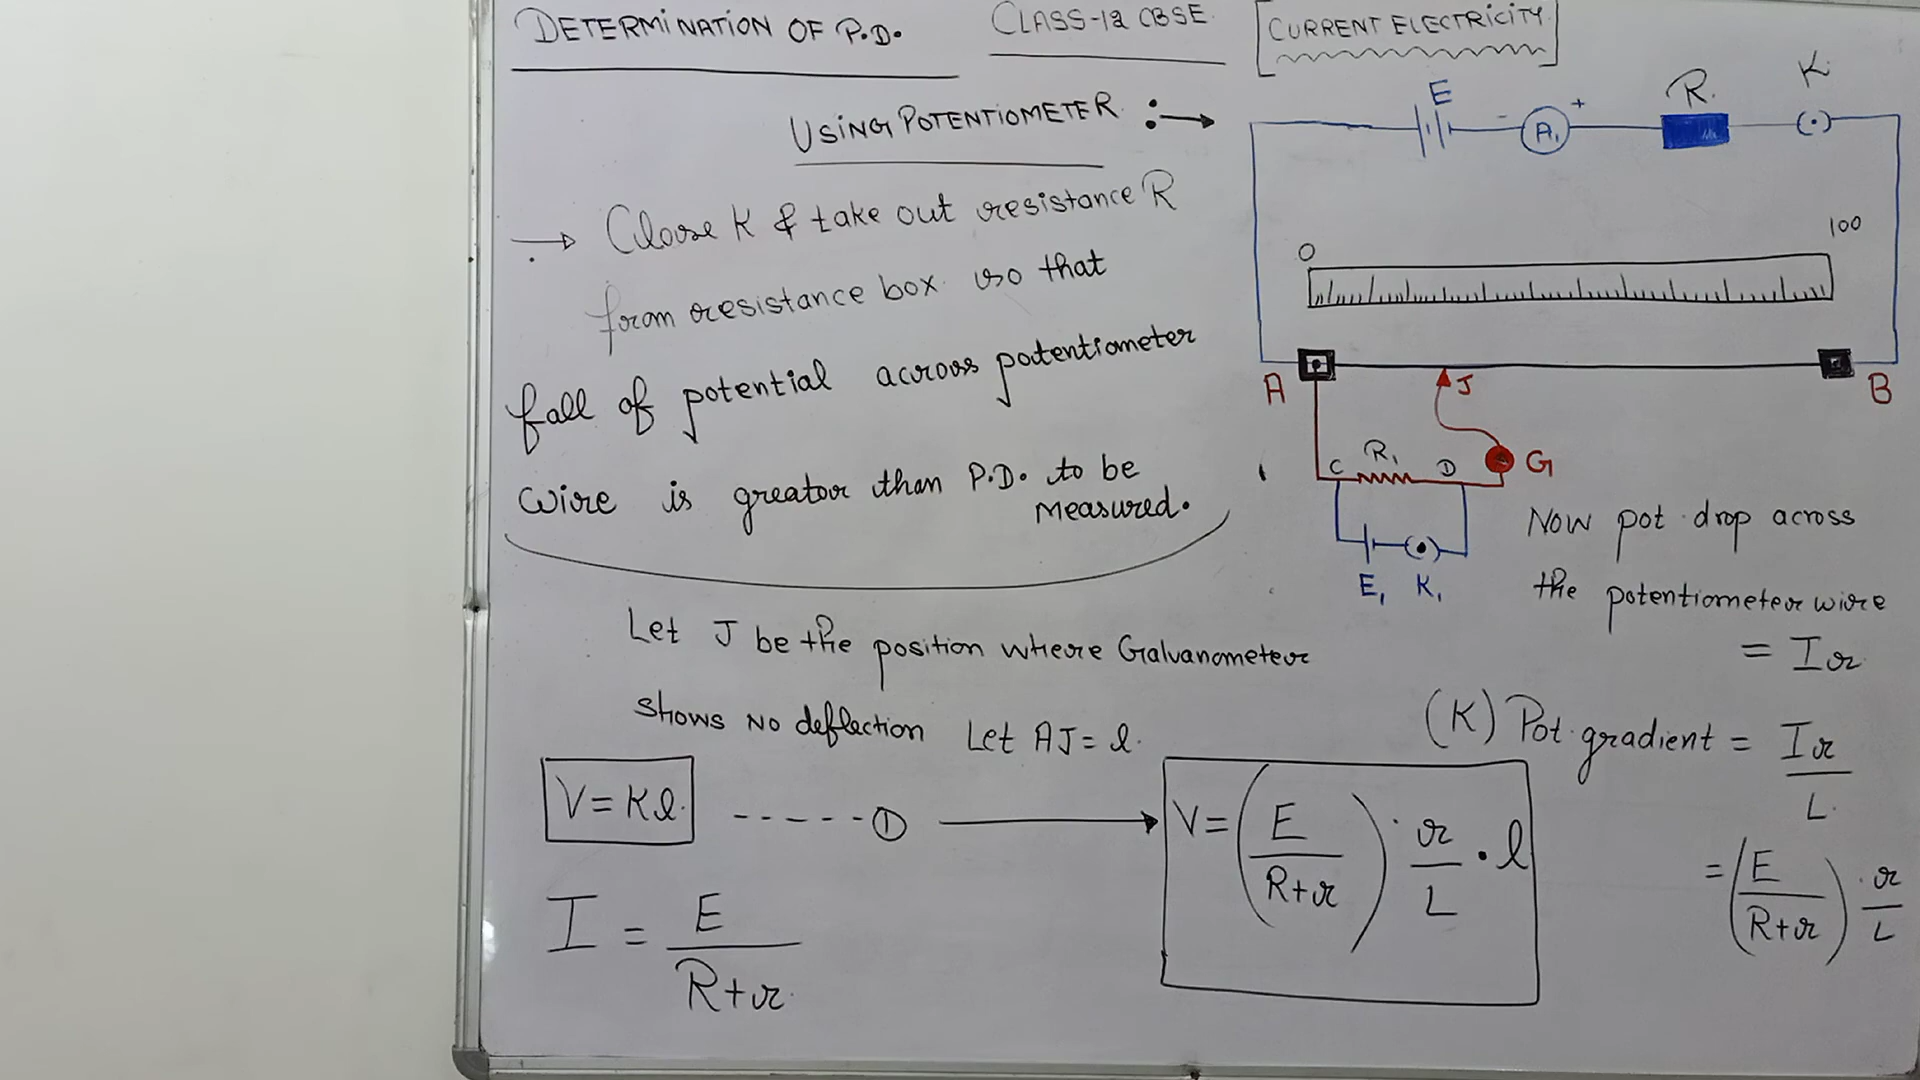 DETERMINATION OF P.D. CLASS-12 CBSE. [CURRENT ELECTRICITY]
USING POTENTIOMETER :→
→ Close K & take out resistance R
from resistance box so that
fall of potential across potentiometer
wire is greator than P.D. to be
measured.
E
- A₁ +
R.
K
0
100
A
J
B
C R₁ D
G
E₁ K₁
Now pot. drop across
the potentiometer wire
= Ir
Let J be the position where Galvanometer
shows no deflection Let AJ = l.
(K) Pot. gradient = Ir/L.
= (E/(R+r)) . r/L
V = Kl. ------ ① → V = (E/(R+r)) . r/L . l
I = E/(R+r).